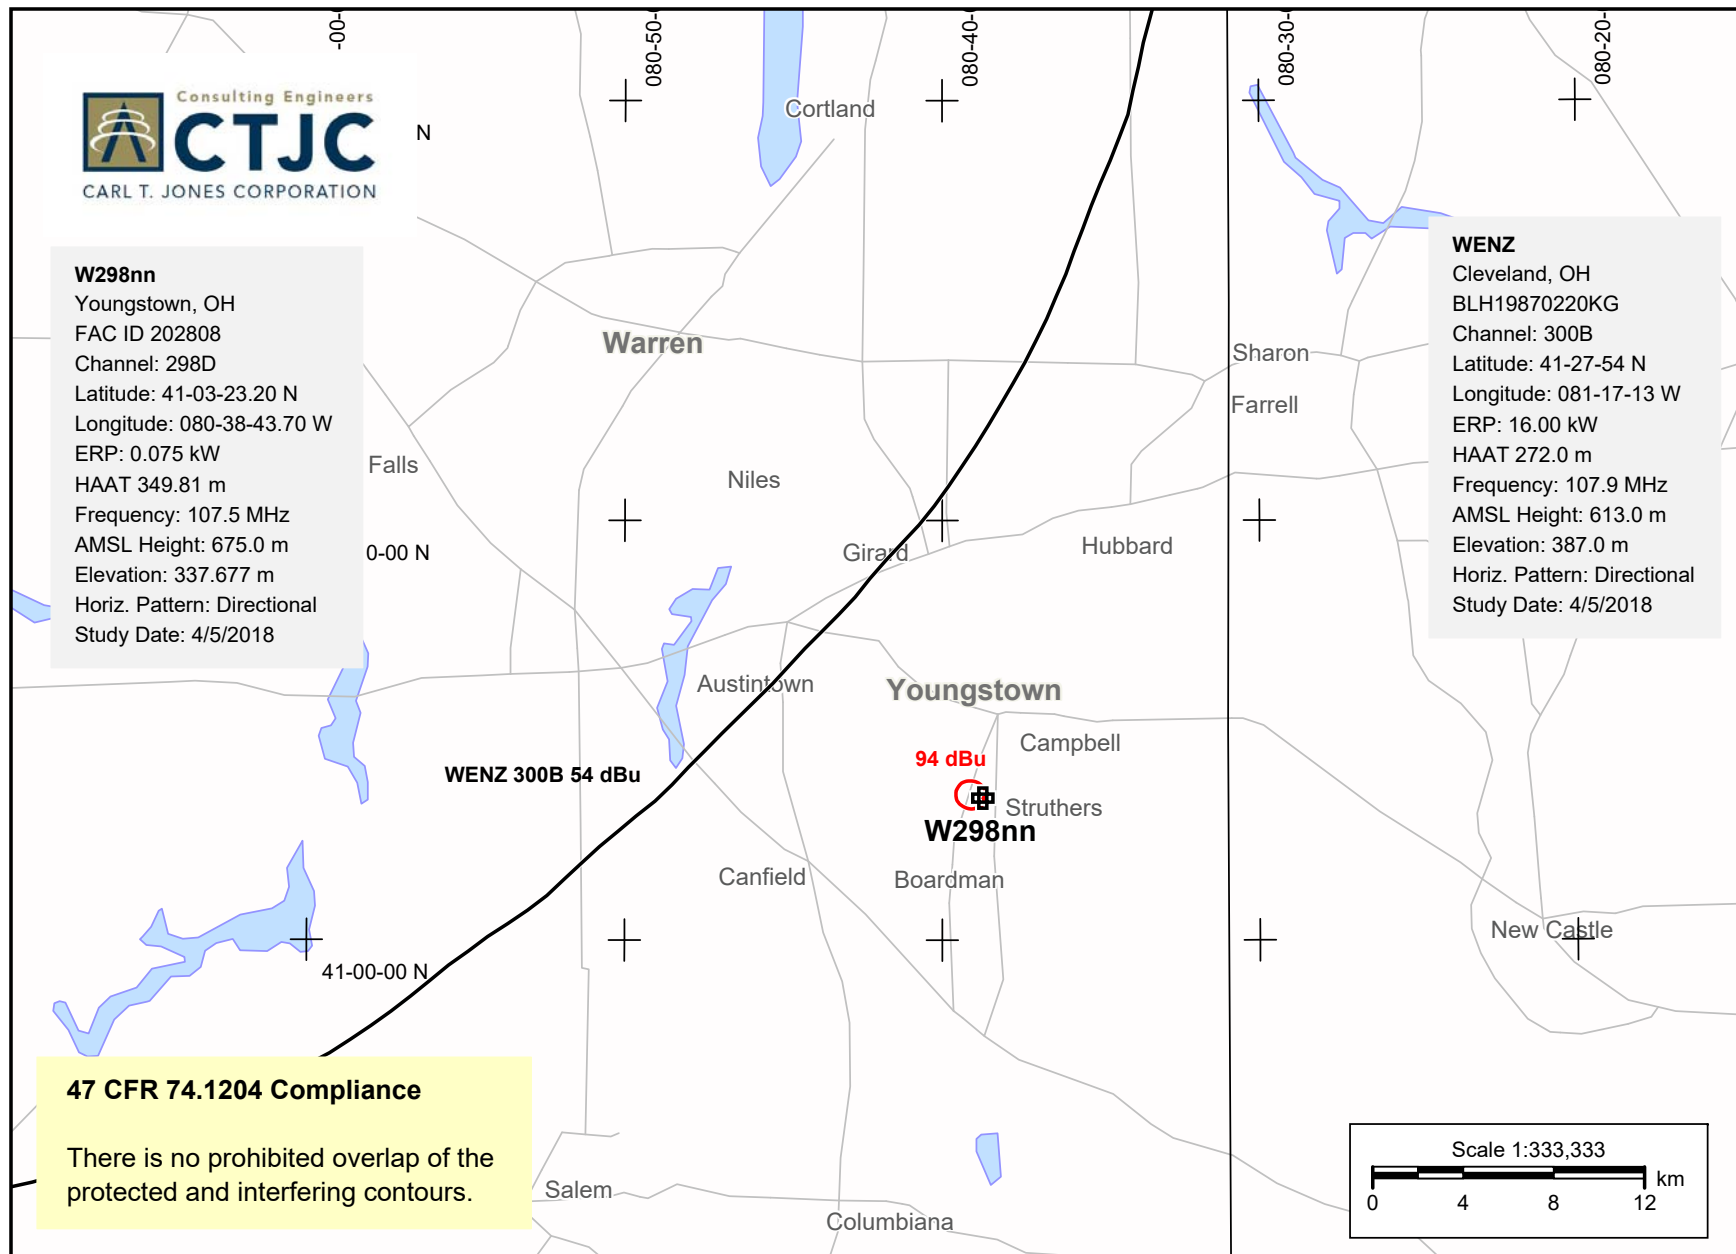 -00-
080-50-
080-40-
080-30-
080-20-
Consulting Engineers
CTJC
CARL T. JONES CORPORATION
N
Cortland
W298nn
Youngstown, OH
FAC ID 202808
Channel: 298D
Latitude: 41-03-23.20 N
Longitude: 080-38-43.70 W
ERP: 0.075 kW
HAAT 349.81 m
Frequency: 107.5 MHz
AMSL Height: 675.0 m
Elevation: 337.677 m
Horiz. Pattern: Directional
Study Date: 4/5/2018
WENZ
Cleveland, OH
BLH19870220KG
Channel: 300B
Latitude: 41-27-54 N
Longitude: 081-17-13 W
ERP: 16.00 kW
HAAT 272.0 m
Frequency: 107.9 MHz
AMSL Height: 613.0 m
Elevation: 387.0 m
Horiz. Pattern: Directional
Study Date: 4/5/2018
Warren
Sharon
Farrell
Falls
Niles
0-00 N
Girard
Hubbard
Austintown
Youngstown
Campbell
94 dBu
WENZ 300B 54 dBu
Struthers
W298nn
Canfield
Boardman
New Castle
41-00-00 N
47 CFR 74.1204 Compliance
There is no prohibited overlap of the
protected and interfering contours.
Salem
Columbiana
Scale 1:333,333
km
0 4 8 12